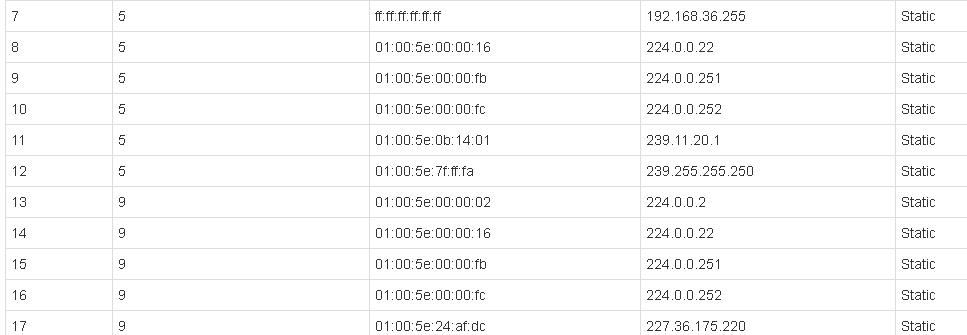 7 5 ff:ff:ff:ff:ff:ff 192.168.36.255 Static
8 5 01:00:5e:00:00:16 224.0.0.22 Static
9 5 01:00:5e:00:00:fb 224.0.0.251 Static
10 5 01:00:5e:00:00:fc 224.0.0.252 Static
11 5 01:00:5e:0b:14:01 239.11.20.1 Static
12 5 01:00:5e:7f:ff:fa 239.255.255.250 Static
13 9 01:00:5e:00:00:02 224.0.0.2 Static
14 9 01:00:5e:00:00:16 224.0.0.22 Static
15 9 01:00:5e:00:00:fb 224.0.0.251 Static
16 9 01:00:5e:00:00:fc 224.0.0.252 Static
17 9 01:00:5e:24:af:dc 227.36.175.220 Static